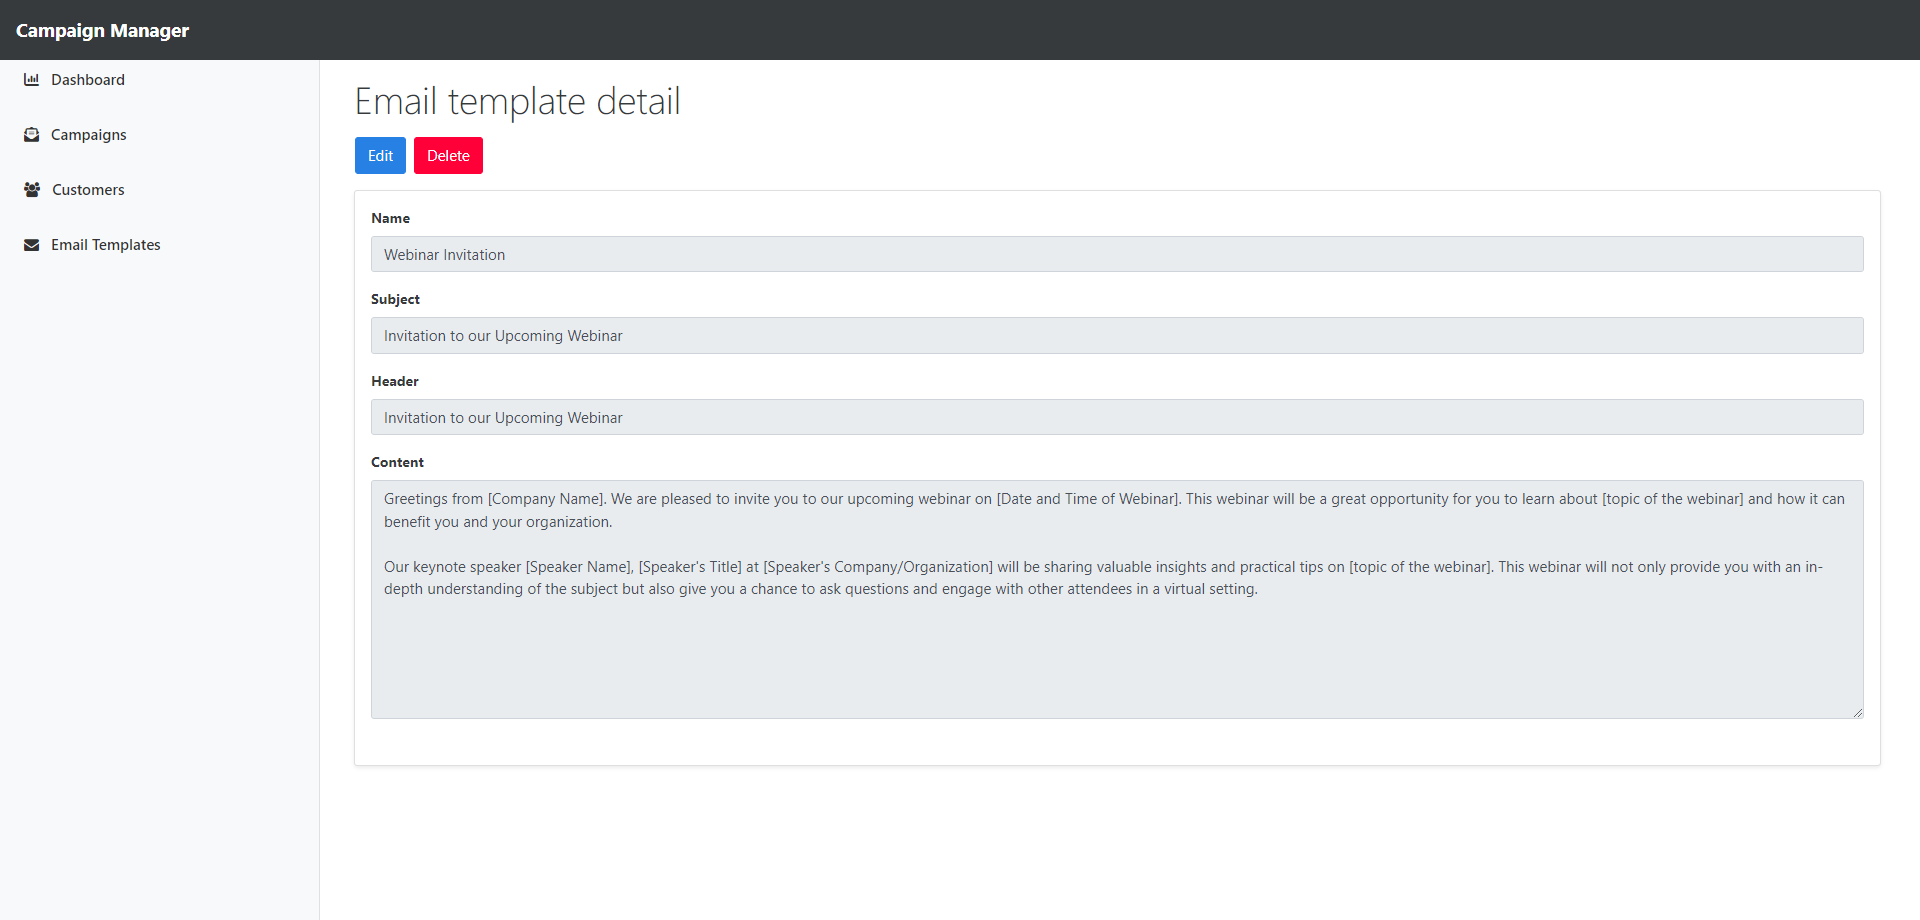 Campaign Manager
Dashboard
Campaigns
Customers
Email Templates
Email template detail
Edit Delete
Name
Webinar Invitation
Subject
Invitation to our Upcoming Webinar
Header
Invitation to our Upcoming Webinar
Content
Greetings from [Company Name]. We are pleased to invite you to our upcoming webinar on [Date and Time of Webinar]. This webinar will be a great opportunity for you to learn about [topic of the webinar] and how it can
benefit you and your organization.
Our keynote speaker [Speaker Name], [Speaker's Title] at [Speaker's Company/Organization] will be sharing valuable insights and practical tips on [topic of the webinar]. This webinar will not only provide you with an in-
depth understanding of the subject but also give you a chance to ask questions and engage with other attendees in a virtual setting.